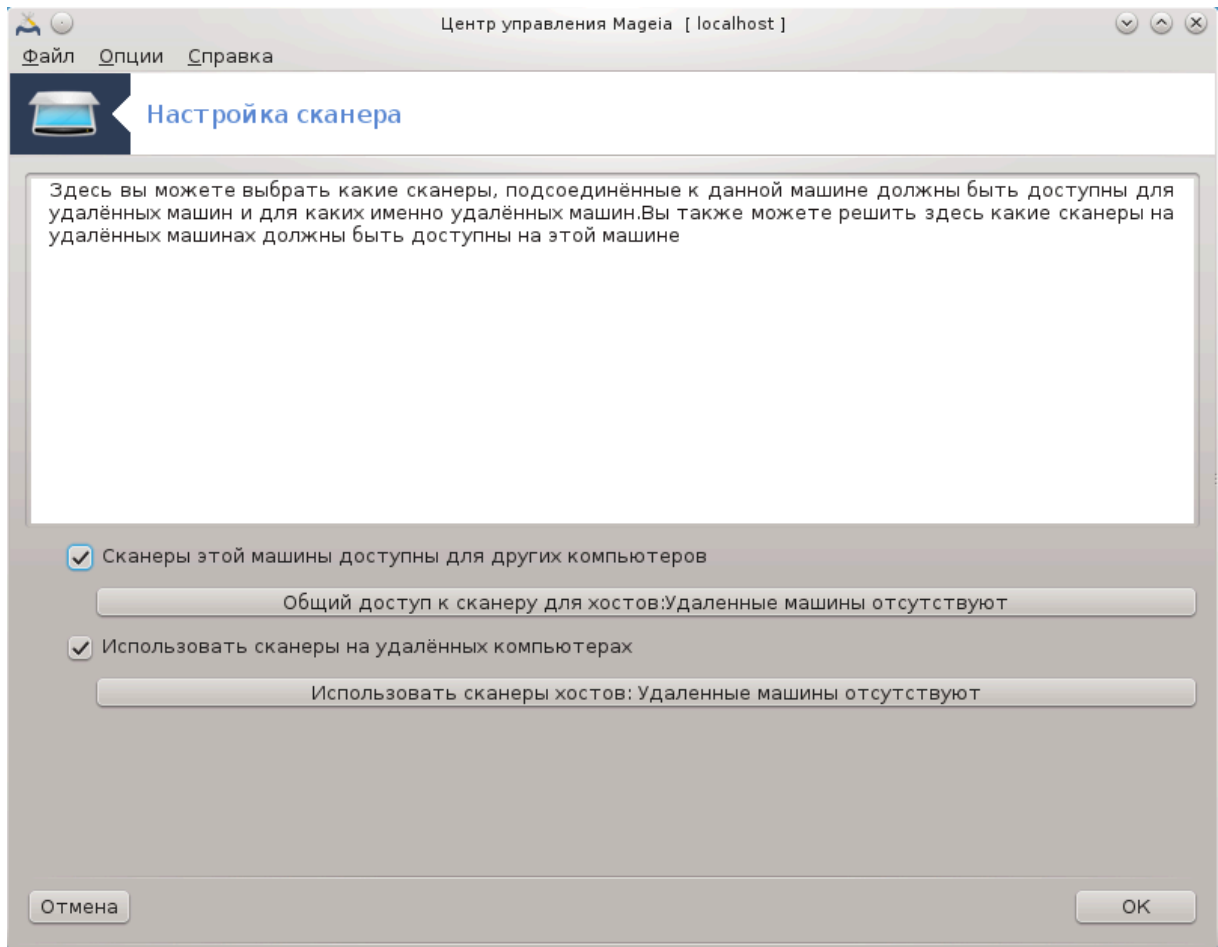 Центр управления Mageia [ localhost ]
Файл Опции Справка
Настройка сканера
Здесь вы можете выбрать какие сканеры, подсоединённые к данной машине должны быть доступны для
удалённых машин и для каких именно удалённых машин.Вы также можете решить здесь какие сканеры на
удалённых машинах должны быть доступны на этой машине
Сканеры этой машины доступны для других компьютеров
Общий доступ к сканеру для хостов:Удаленные машины отсутствуют
Использовать сканеры на удалённых компьютерах
Использовать сканеры хостов: Удаленные машины отсутствуют
Отмена OK